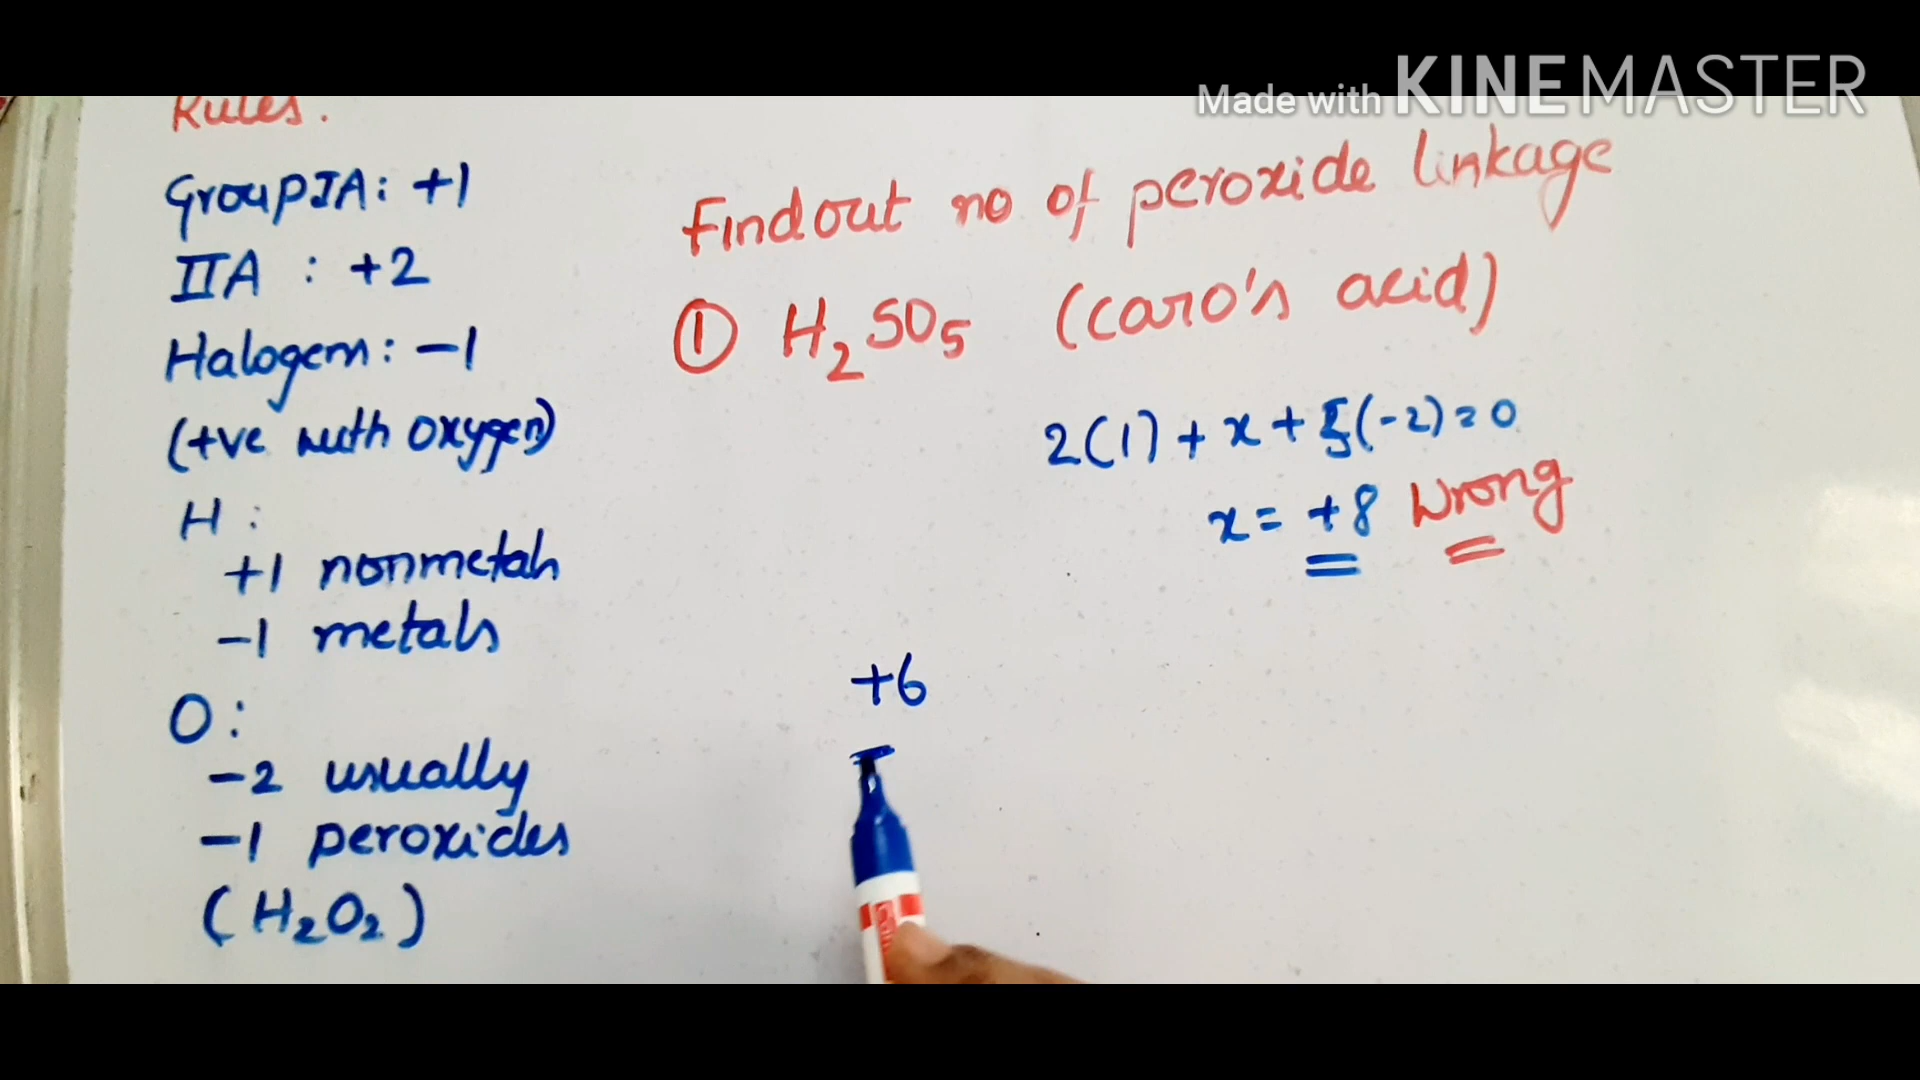 Made with KINEMASTER
Rules.
Group IA: +1
IIA : +2
Halogen: -1
(+ve with oxygen)
H :
+1 nonmetals
-1 metals
O :
-2 usually
-1 peroxides
(H₂O₂)
Findout no of peroxide linkage
① H₂SO₅ (caro's acid)
2(1) + x + 5(-2) = 0
x = +8 Wrong
+6